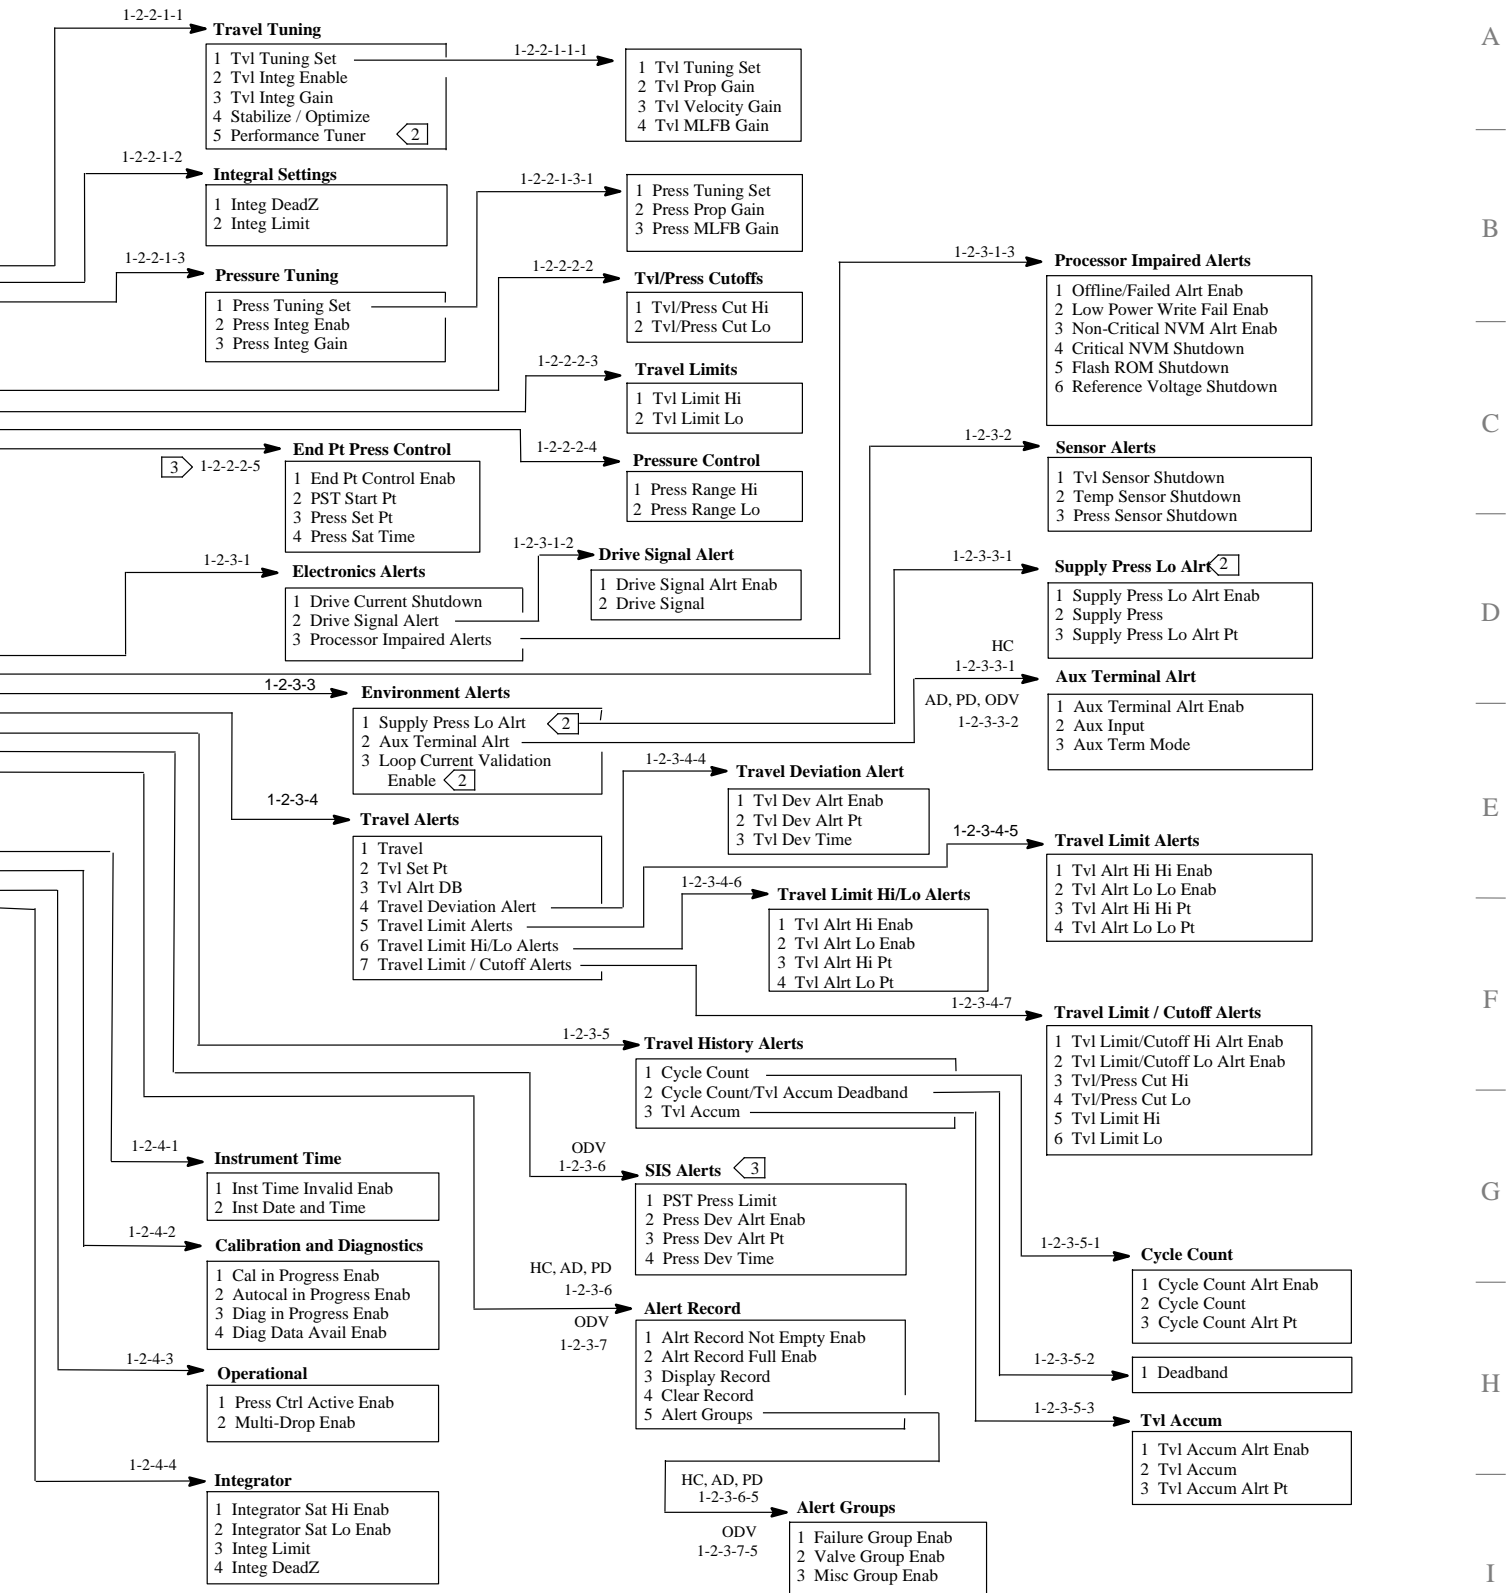 1-2-2-1-1
Travel Tuning
1 Tvl Tuning Set
2 Tvl Integ Enable
3 Tvl Integ Gain
4 Stabilize / Optimize
5 Performance Tuner 2
1-2-2-1-1-1
1 Tvl Tuning Set
2 Tvl Prop Gain
3 Tvl Velocity Gain
4 Tvl MLFB Gain
A
1-2-2-1-2
Integral Settings
1 Integ DeadZ
2 Integ Limit
1-2-2-1-3-1
1 Press Tuning Set
2 Press Prop Gain
3 Press MLFB Gain
B
1-2-2-1-3
Pressure Tuning
1 Press Tuning Set
2 Press Integ Enab
3 Press Integ Gain
1-2-2-2-2
Tvl/Press Cutoffs
1 Tvl/Press Cut Hi
2 Tvl/Press Cut Lo
1-2-3-1-3
Processor Impaired Alerts
1 Offline/Failed Alrt Enab
2 Low Power Write Fail Enab
3 Non-Critical NVM Alrt Enab
4 Critical NVM Shutdown
5 Flash ROM Shutdown
6 Reference Voltage Shutdown
1-2-2-2-3
Travel Limits
1 Tvl Limit Hi
2 Tvl Limit Lo
C
3 1-2-2-2-5
End Pt Press Control
1 End Pt Control Enab
2 PST Start Pt
3 Press Set Pt
4 Press Sat Time
1-2-2-2-4
Pressure Control
1 Press Range Hi
2 Press Range Lo
1-2-3-2
Sensor Alerts
1 Tvl Sensor Shutdown
2 Temp Sensor Shutdown
3 Press Sensor Shutdown
1-2-3-1
Electronics Alerts
1 Drive Current Shutdown
2 Drive Signal Alert
3 Processor Impaired Alerts
1-2-3-1-2
Drive Signal Alert
1 Drive Signal Alrt Enab
2 Drive Signal
1-2-3-3-1
Supply Press Lo Alrt 2
1 Supply Press Lo Alrt Enab
2 Supply Press
3 Supply Press Lo Alrt Pt
D
1-2-3-3
Environment Alerts
1 Supply Press Lo Alrt 2
2 Aux Terminal Alrt
3 Loop Current Validation
Enable 2
HC
1-2-3-3-1
AD, PD, ODV
1-2-3-3-2
Aux Terminal Alrt
1 Aux Terminal Alrt Enab
2 Aux Input
3 Aux Term Mode
1-2-3-4-4
Travel Deviation Alert
1 Tvl Dev Alrt Enab
2 Tvl Dev Alrt Pt
3 Tvl Dev Time
E
1-2-3-4
Travel Alerts
1 Travel
2 Tvl Set Pt
3 Tvl Alrt DB
4 Travel Deviation Alert
5 Travel Limit Alerts
6 Travel Limit Hi/Lo Alerts
7 Travel Limit / Cutoff Alerts
1-2-3-4-5
Travel Limit Alerts
1 Tvl Alrt Hi Hi Enab
2 Tvl Alrt Lo Lo Enab
3 Tvl Alrt Hi Hi Pt
4 Tvl Alrt Lo Lo Pt
1-2-3-4-6
Travel Limit Hi/Lo Alerts
1 Tvl Alrt Hi Enab
2 Tvl Alrt Lo Enab
3 Tvl Alrt Hi Pt
4 Tvl Alrt Lo Pt
F
1-2-3-4-7
Travel Limit / Cutoff Alerts
1 Tvl Limit/Cutoff Hi Alrt Enab
2 Tvl Limit/Cutoff Lo Alrt Enab
3 Tvl/Press Cut Hi
4 Tvl/Press Cut Lo
5 Tvl Limit Hi
6 Tvl Limit Lo
1-2-3-5
Travel History Alerts
1 Cycle Count
2 Cycle Count/Tvl Accum Deadband
3 Tvl Accum
1-2-4-1
Instrument Time
1 Inst Time Invalid Enab
2 Inst Date and Time
ODV
1-2-3-6
SIS Alerts 3
1 PST Press Limit
2 Press Dev Alrt Enab
3 Press Dev Alrt Pt
4 Press Dev Time
G
1-2-4-2
Calibration and Diagnostics
1 Cal in Progress Enab
2 Autocal in Progress Enab
3 Diag in Progress Enab
4 Diag Data Avail Enab
1-2-3-5-1
Cycle Count
1 Cycle Count Alrt Enab
2 Cycle Count
3 Cycle Count Alrt Pt
HC, AD, PD
1-2-3-6
ODV
1-2-3-7
Alert Record
1 Alrt Record Not Empty Enab
2 Alrt Record Full Enab
3 Display Record
4 Clear Record
5 Alert Groups
1-2-4-3
Operational
1 Press Ctrl Active Enab
2 Multi-Drop Enab
1-2-3-5-2
1 Deadband
H
1-2-3-5-3
Tvl Accum
1 Tvl Accum Alrt Enab
2 Tvl Accum
3 Tvl Accum Alrt Pt
1-2-4-4
Integrator
1 Integrator Sat Hi Enab
2 Integrator Sat Lo Enab
3 Integ Limit
4 Integ DeadZ
HC, AD, PD
1-2-3-6-5
ODV
1-2-3-7-5
Alert Groups
1 Failure Group Enab
2 Valve Group Enab
3 Misc Group Enab
I